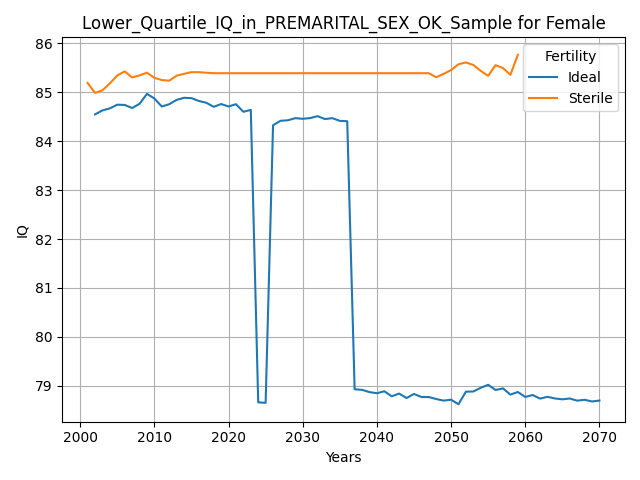 Lower_Quartile_IQ_in_PREMARITAL_SEX_OK_Sample for Female
Fertility
Ideal
Sterile
IQ
86
85
84
83
82
81
80
79
2000 2010 2020 2030 2040 2050 2060 2070
Years